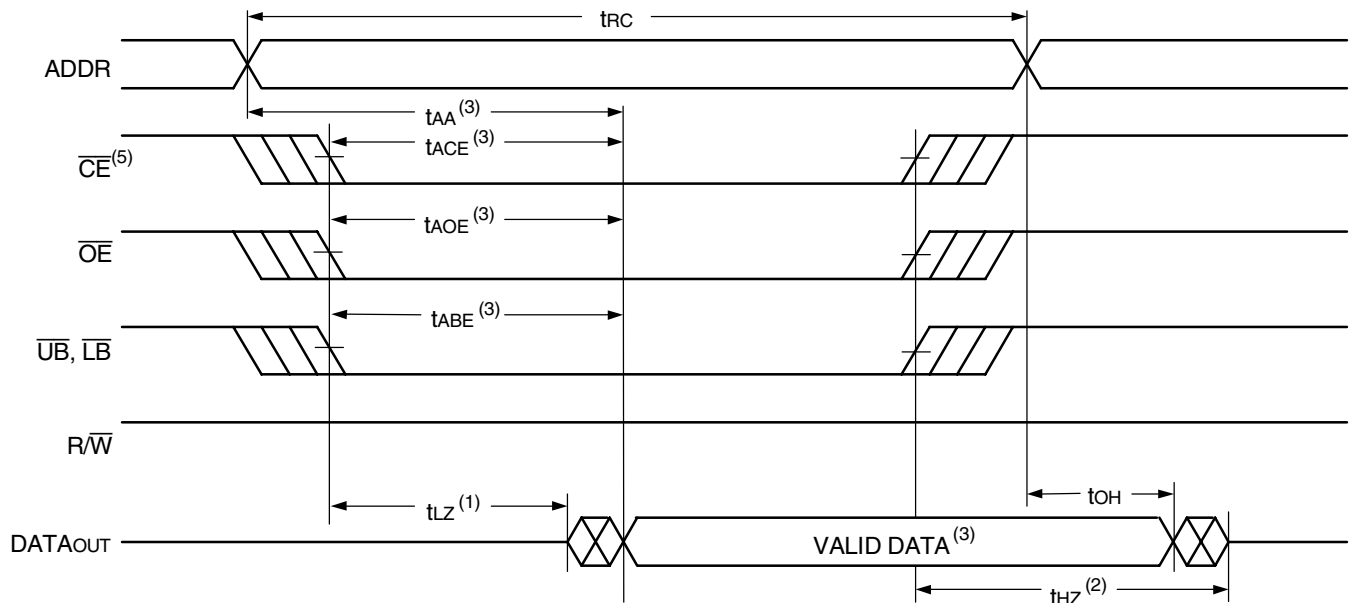 tRC
ADDR
tAA (3)
tACE (3)
CE (5)
tAOE (3)
OE
tABE (3)
UB, LB
R/W
tLZ (1)
tOH
DATAOUT
VALID DATA (3)
tHZ (2)